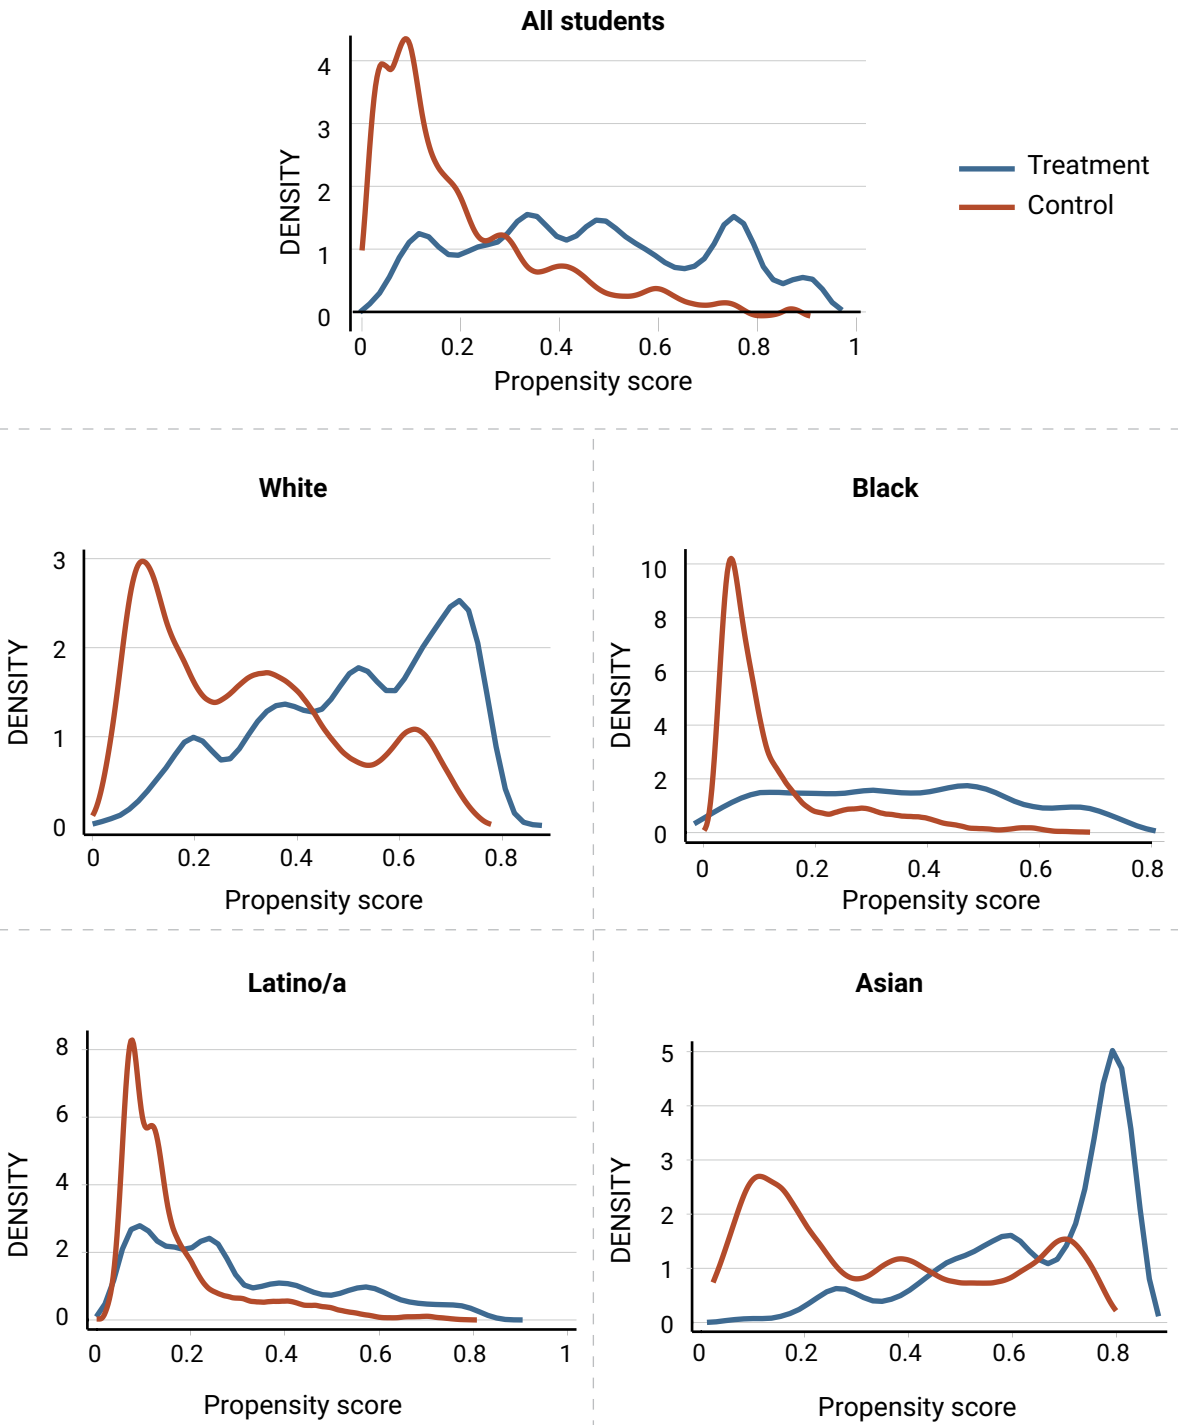 All students
4
3
2
1
0
DENSITY
0 0.2 0.4 0.6 0.8 1
Propensity score
Treatment
Control
White
3
2
1
0
DENSITY
0 0.2 0.4 0.6 0.8
Propensity score
Black
10
8
6
4
2
0
DENSITY
0 0.2 0.4 0.6 0.8
Propensity score
Latino/a
8
6
4
2
0
DENSITY
0 0.2 0.4 0.6 0.8 1
Propensity score
Asian
5
4
3
2
1
0
DENSITY
0 0.2 0.4 0.6 0.8
Propensity score